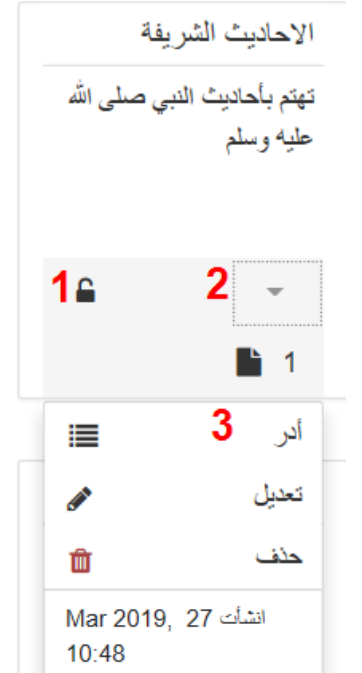 الاحاديث الشريفة
تهتم بأحاديث النبي صلى الله
عليه وسلم
1 2
1
أدر 3
تعديل
حذف
انشأت 27 Mar 2019,
10:48